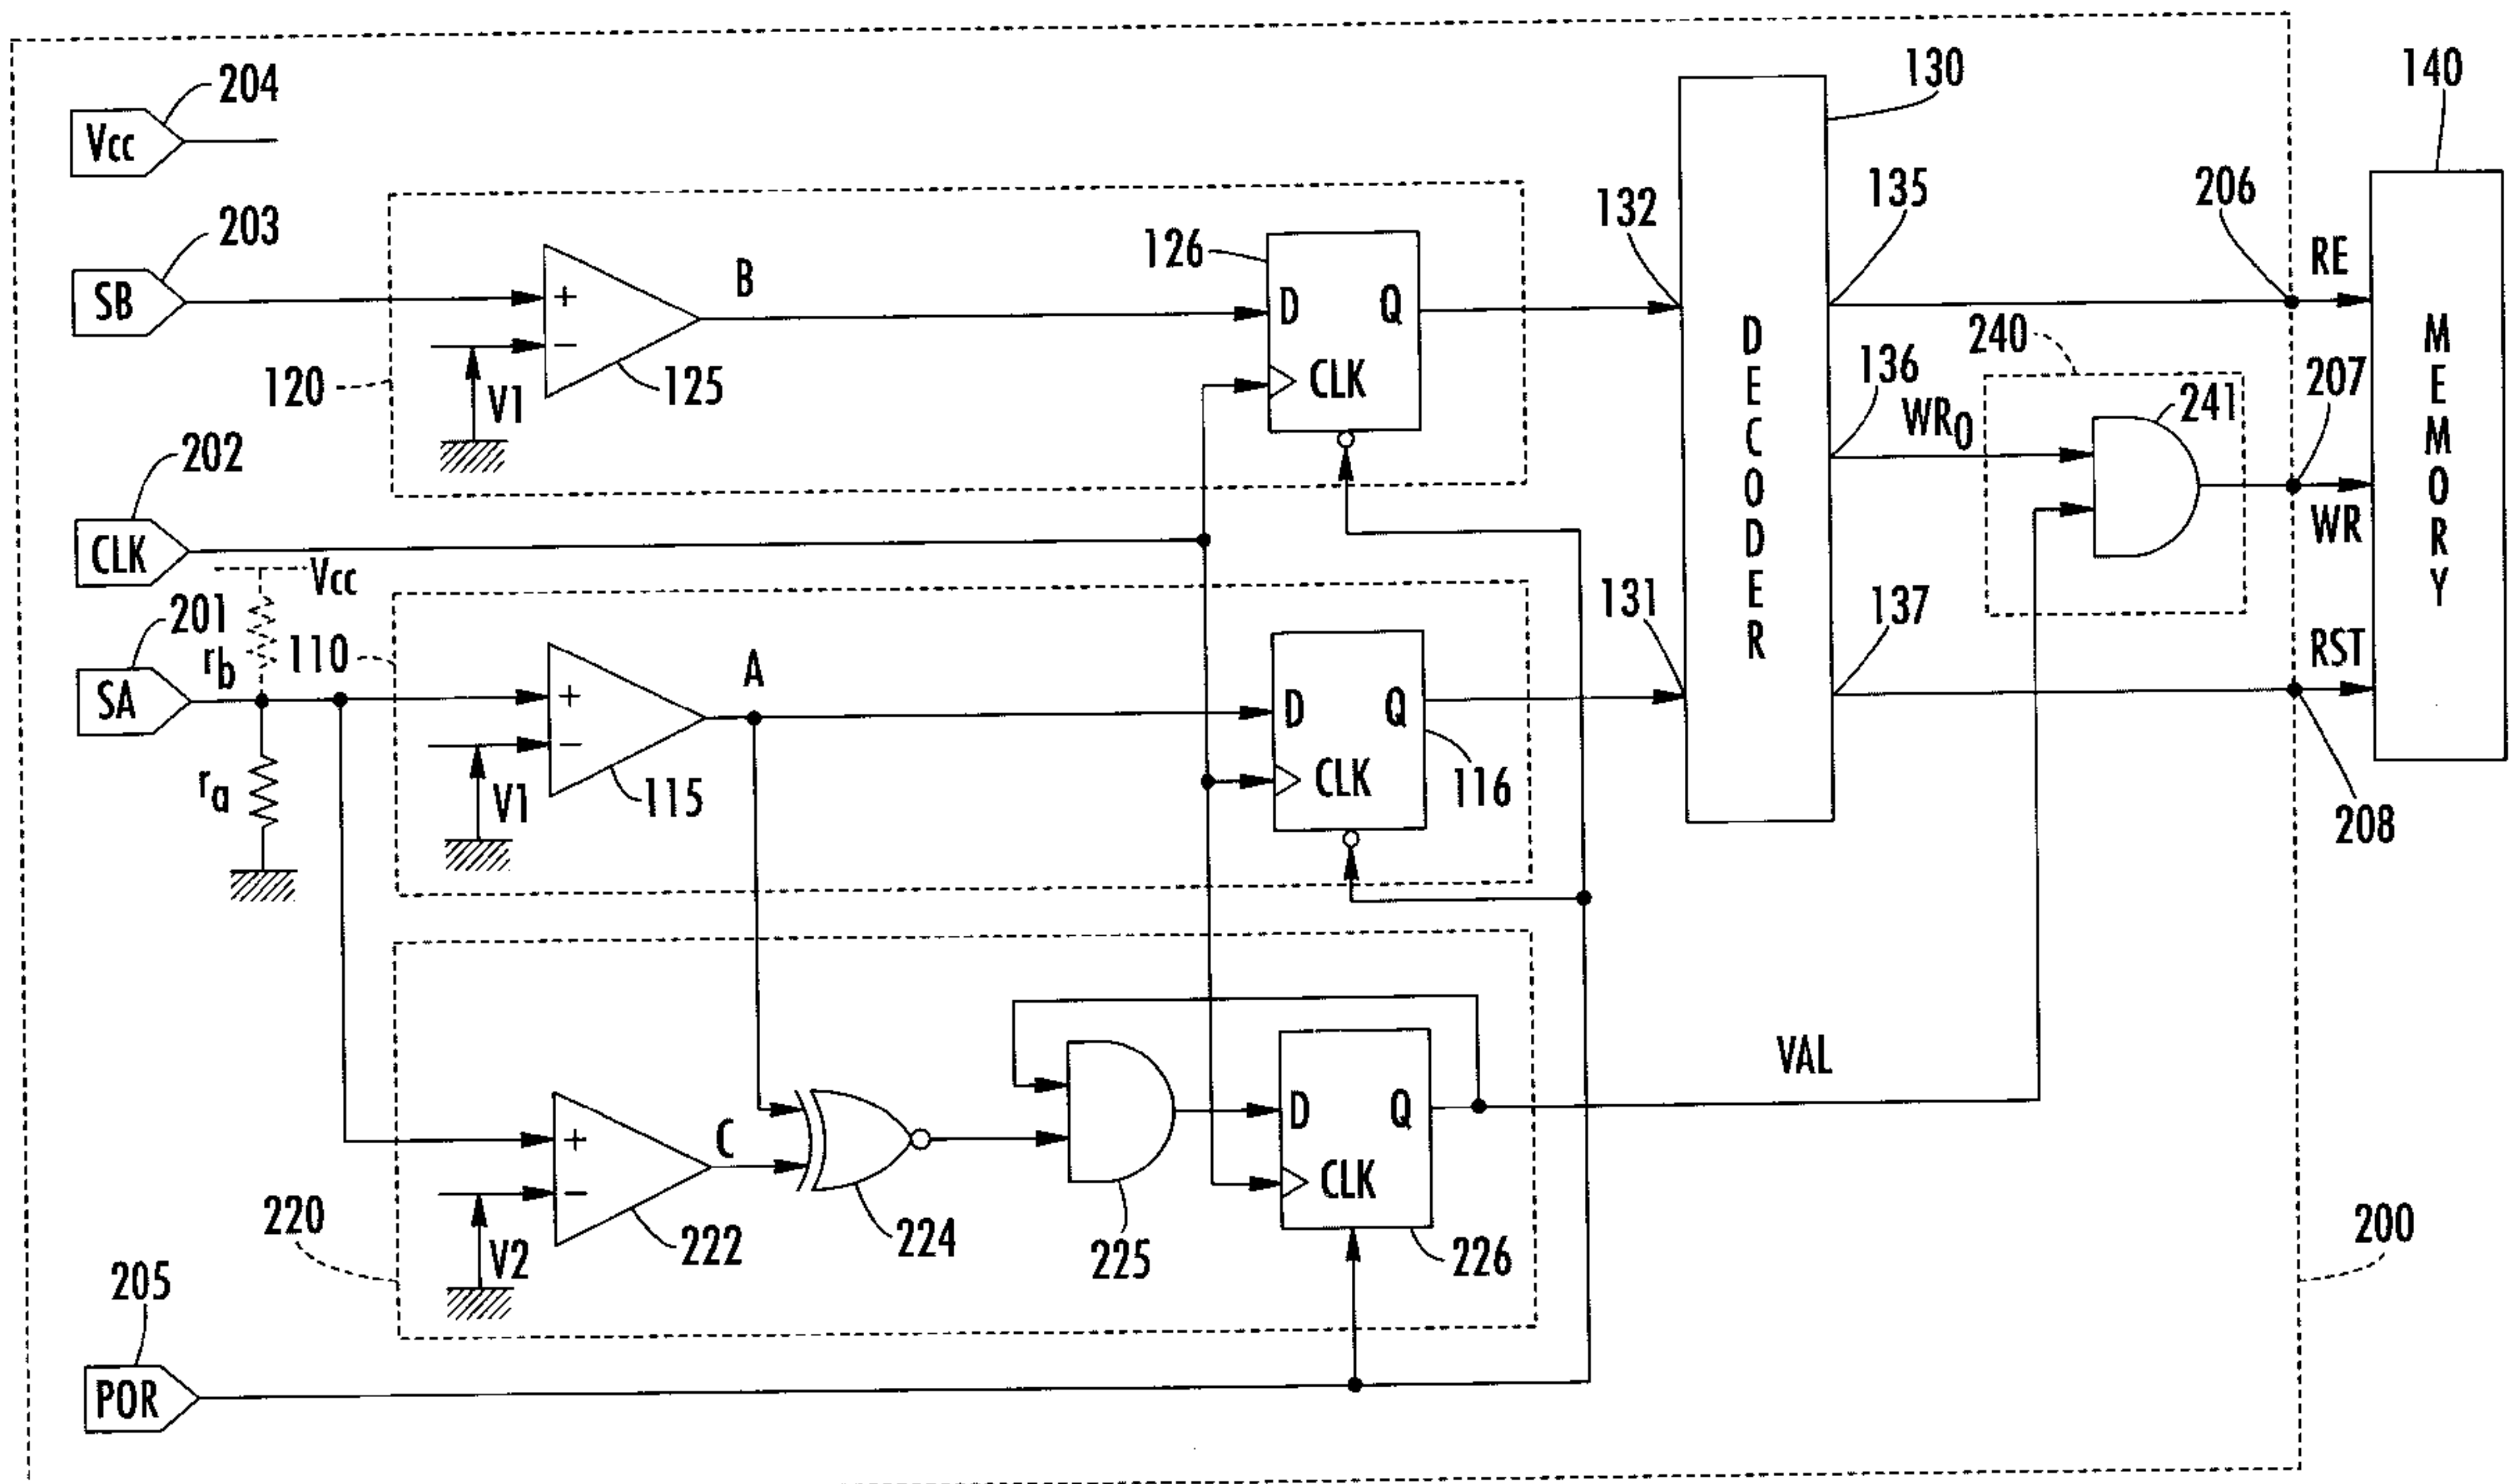 204
Vcc
203
SB
120
V1
+
−
125
B
126
D
Q
CLK
132
130
DECODER
135
206
RE
140
MEMORY
136
WR0
240
241
207
WR
202
CLK
Vcc
201
rb
SA
ra
110
V1
+
−
115
A
D
Q
CLK
116
131
137
RST
208
220
V2
+
−
222
C
224
225
D
Q
CLK
226
VAL
200
205
POR